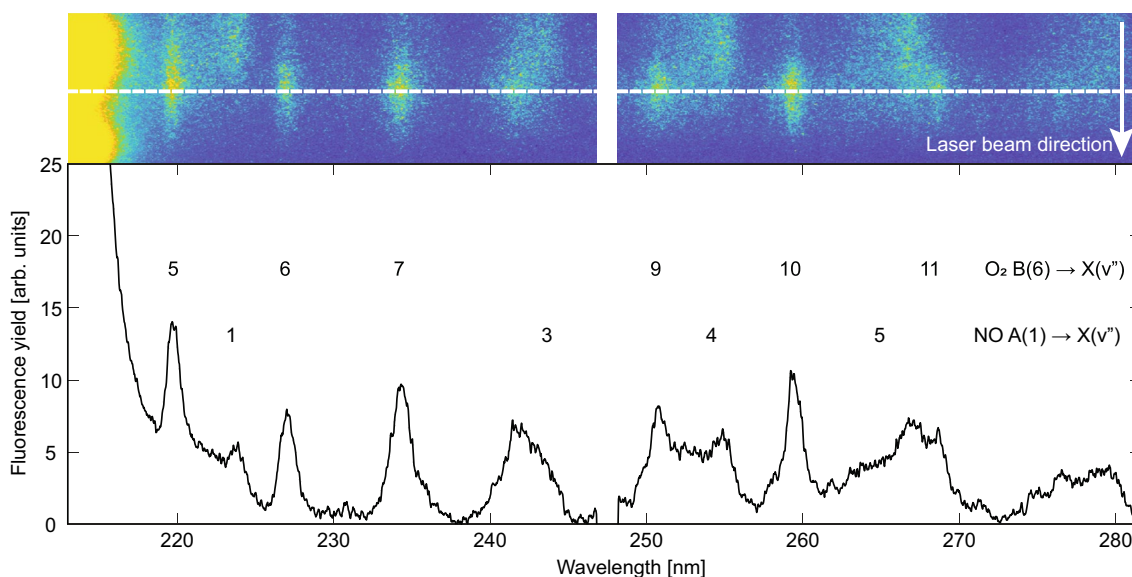 Laser beam direction
25
20
15
10
5
0
Fluorescence yield [arb. units]
5 6 7 9 10 11 O₂ B(6) → X(v”)
1 3 4 5 NO A(1) → X(v”)
220 230 240 250 260 270 280
Wavelength [nm]